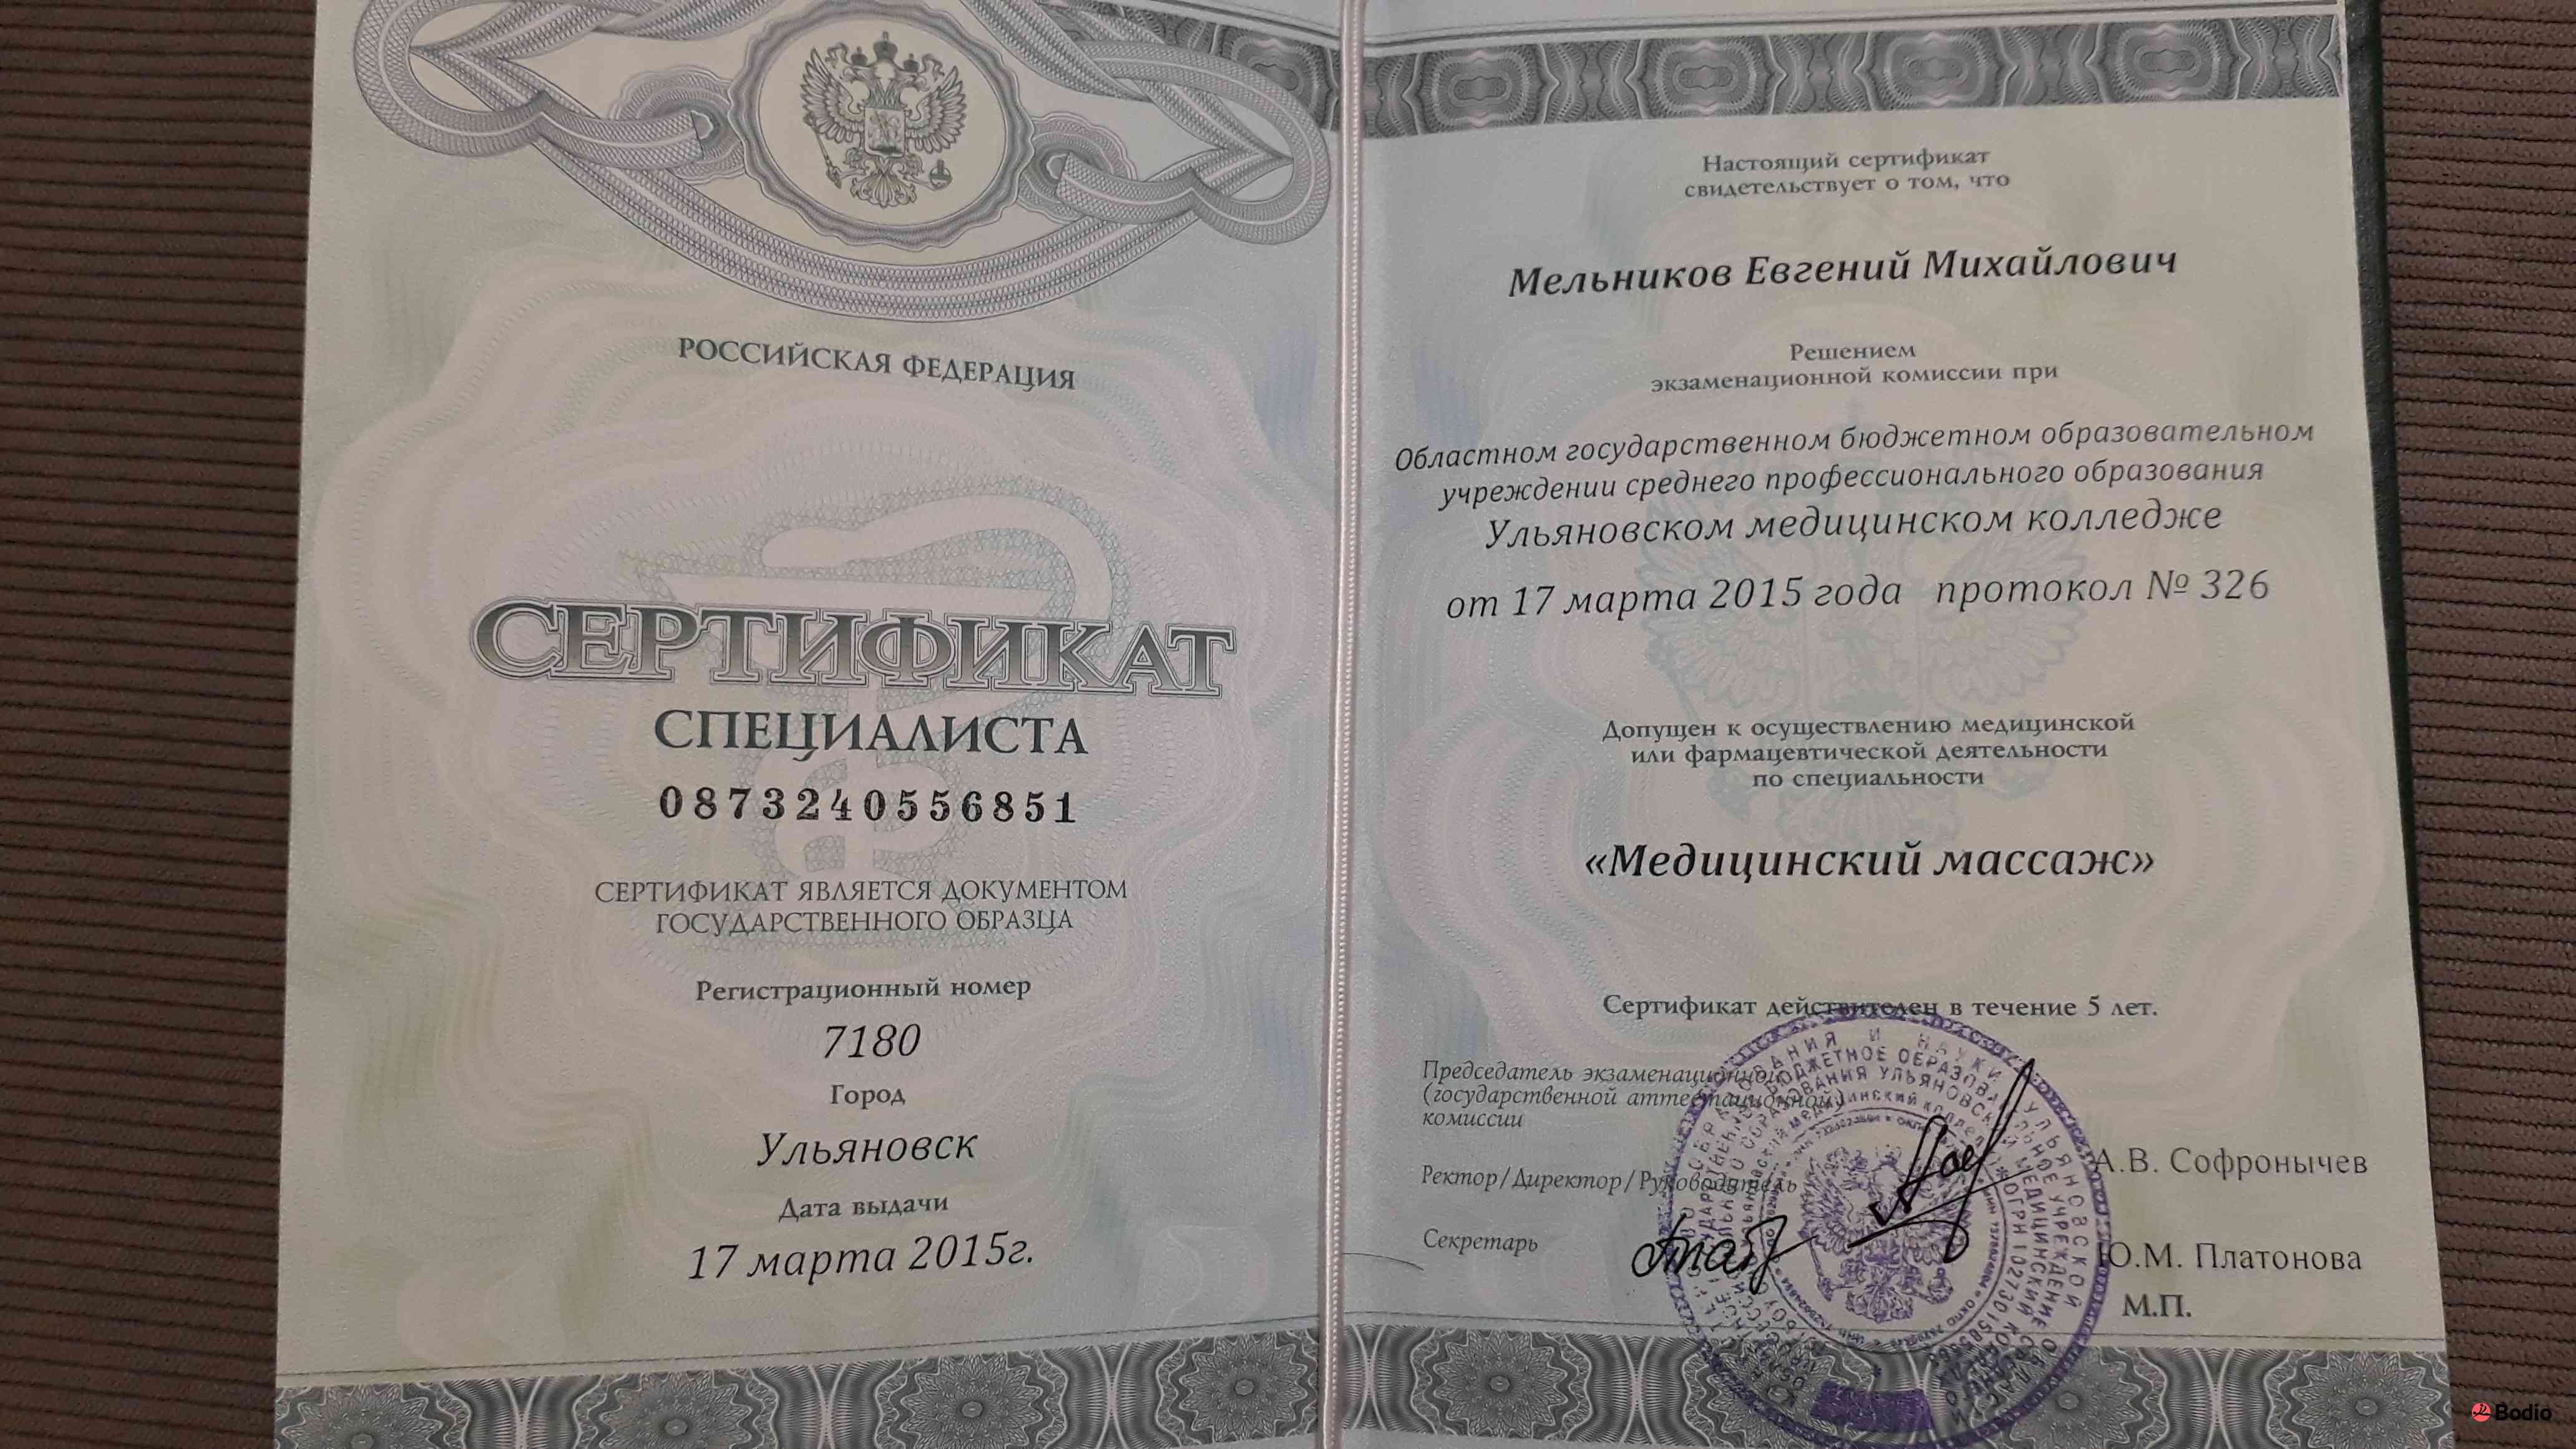 РОССИЙСКАЯ ФЕДЕРАЦИЯ
СЕРТИФИКАТ
СПЕЦИАЛИСТА
0873240556851
СЕРТИФИКАТ ЯВЛЯЕТСЯ ДОКУМЕНТОМ
ГОСУДАРСТВЕННОГО ОБРАЗЦА
Регистрационный номер
7180
Город
Ульяновск
Дата выдачи
17 марта 2015г.
Настоящий сертификат
свидетельствует о том, что
Мельников Евгений Михайлович
Решением
экзаменационной комиссии при
Областном государственном бюджетном образовательном
учреждении среднего профессионального образования
Ульяновском медицинском колледже
от 17 марта 2015 года протокол № 326
Допущен к осуществлению медицинской
или фармацевтической деятельности
по специальности
«Медицинский массаж»
Сертификат действителен в течение 5 лет.
Председатель экзаменационной
(государственной аттестационной)
комиссии
Ректор/Директор/Руководитель
А.В. Софронычев
Секретарь
Ю.М. Платонова
М.П.
Bodio